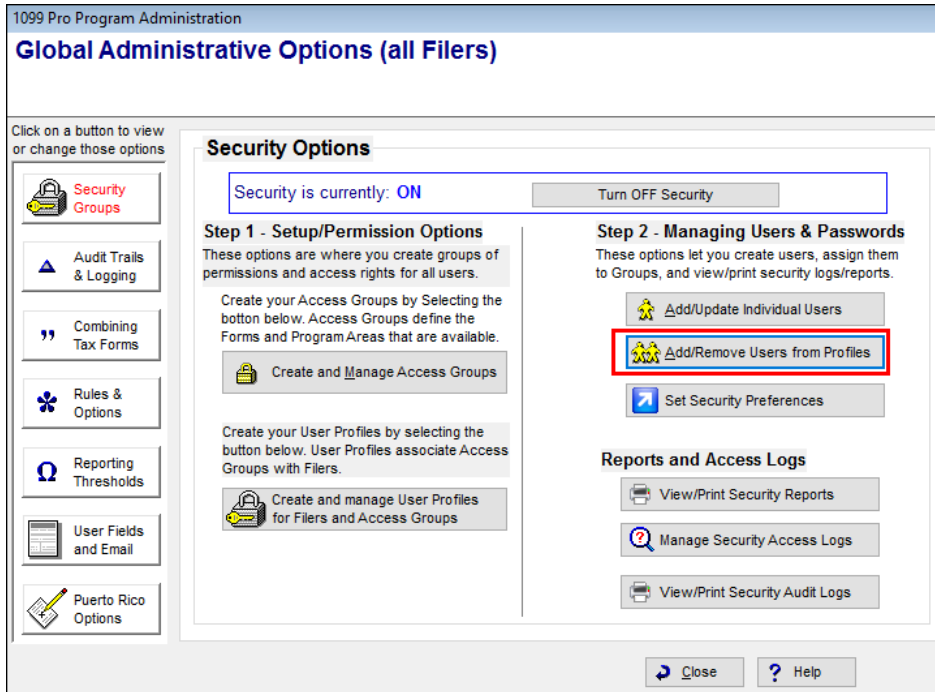 1099 Pro Program Administration
Global Administrative Options (all Filers)
Click on a button to view
or change those options
Security
Groups
Audit Trails
& Logging
Combining
Tax Forms
Rules &
Options
Reporting
Thresholds
User Fields
and Email
Puerto Rico
Options
Security Options
Security is currently: ON
Turn OFF Security
Step 1 - Setup/Permission Options
These options are where you create groups of
permissions and access rights for all users.
Create your Access Groups by Selecting the
botton below. Access Groups define the
Forms and Program Areas that are available.
Create and Manage Access Groups
Create your User Profiles by selecting the
button below. User Profiles associate Access
Groups with Filers.
Create and manage User Profiles
for Filers and Access Groups
Step 2 - Managing Users & Passwords
These options let you create users, assign them
to Groups, and view/print security logs/reports.
Add/Update Individual Users
Add/Remove Users from Profiles
Set Security Preferences
Reports and Access Logs
View/Print Security Reports
Manage Security Access Logs
View/Print Security Audit Logs
Close
Help